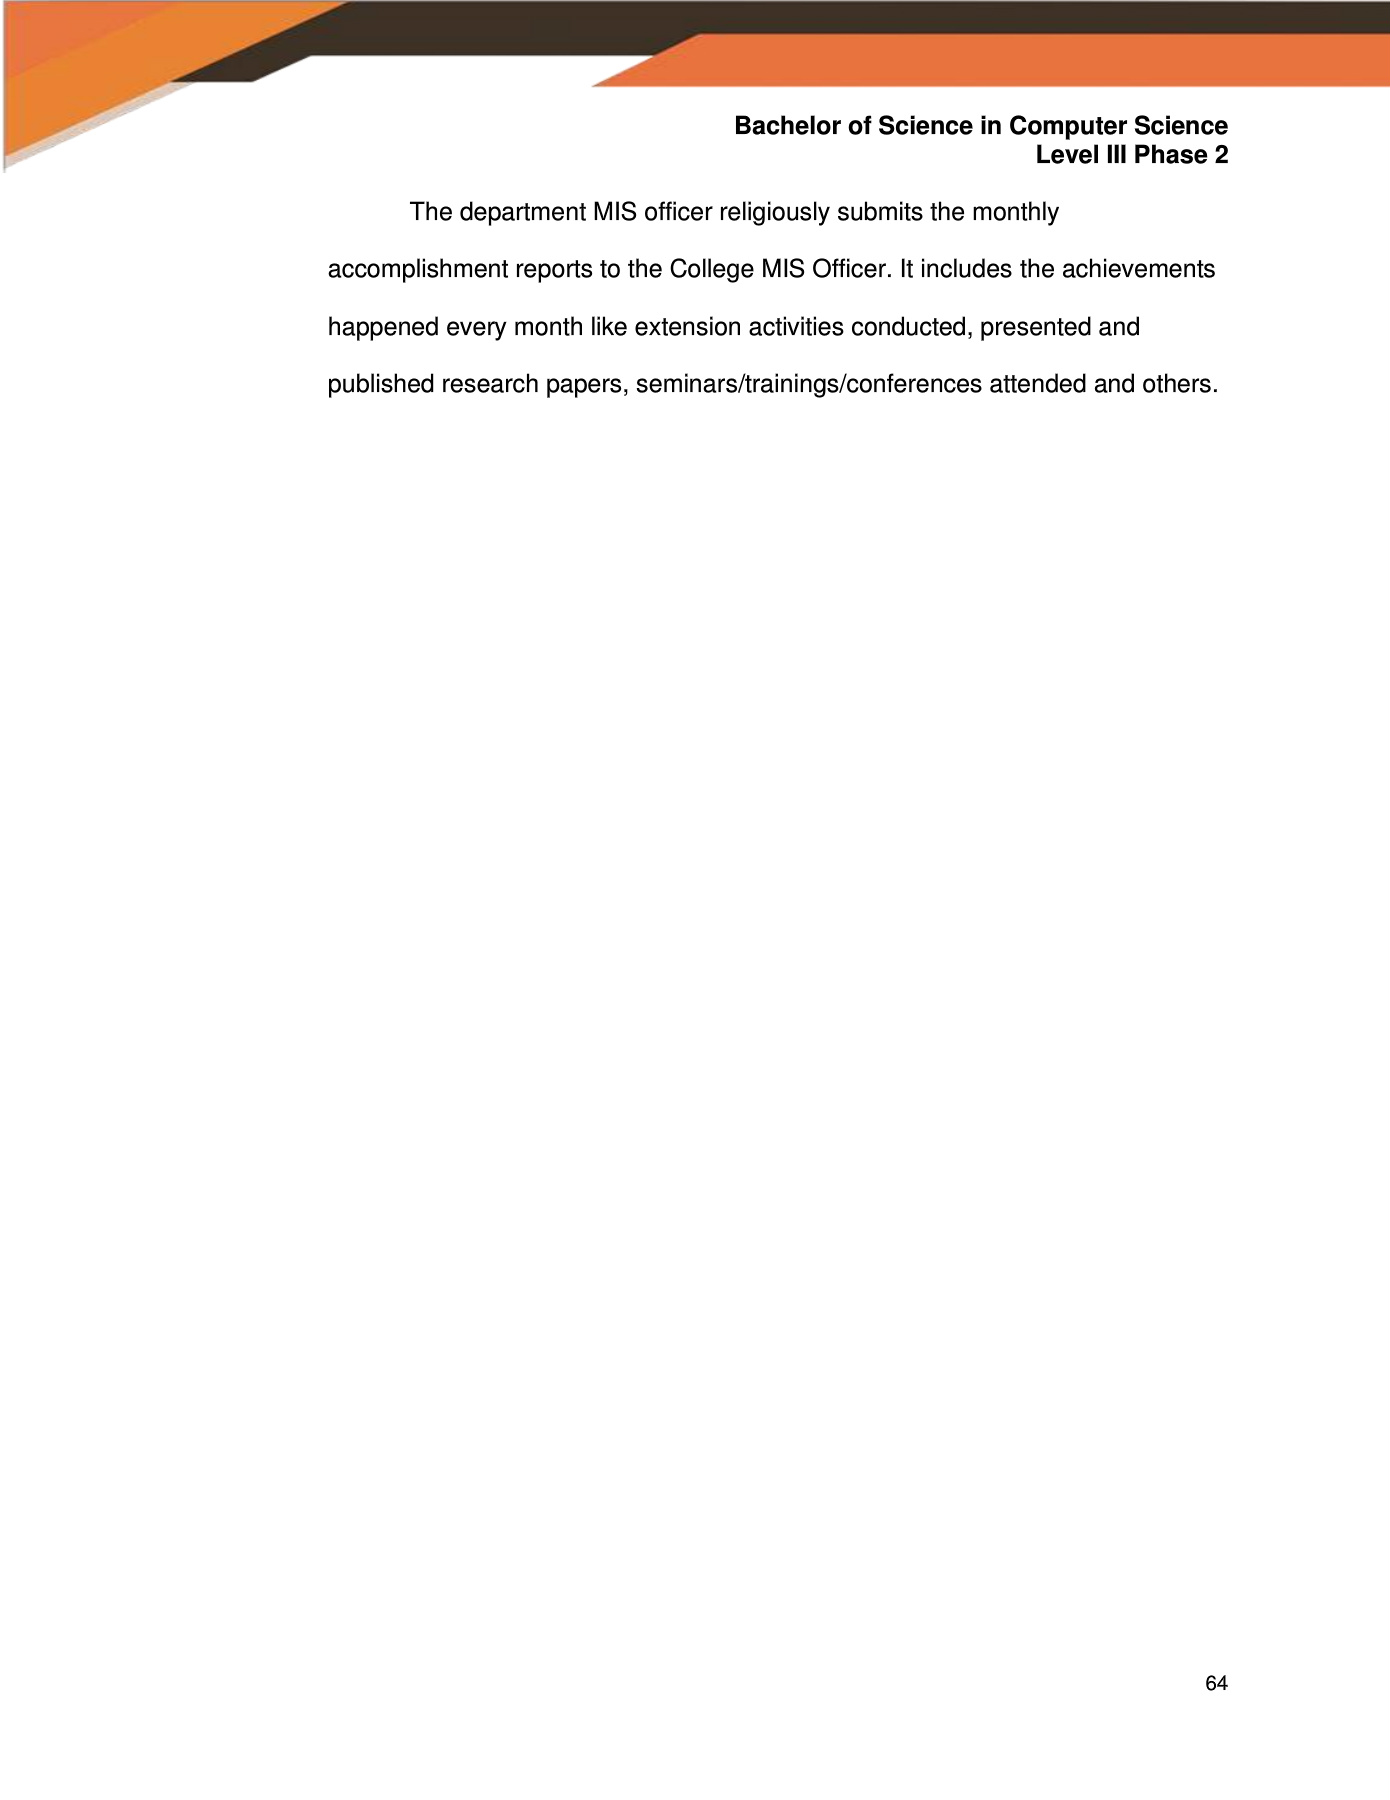 Bachelor of Science in Computer Science
Level III Phase 2
The department MIS officer religiously submits the monthly
accomplishment reports to the College MIS Officer. It includes the achievements
happened every month like extension activities conducted, presented and
published research papers, seminars/trainings/conferences attended and others.
64